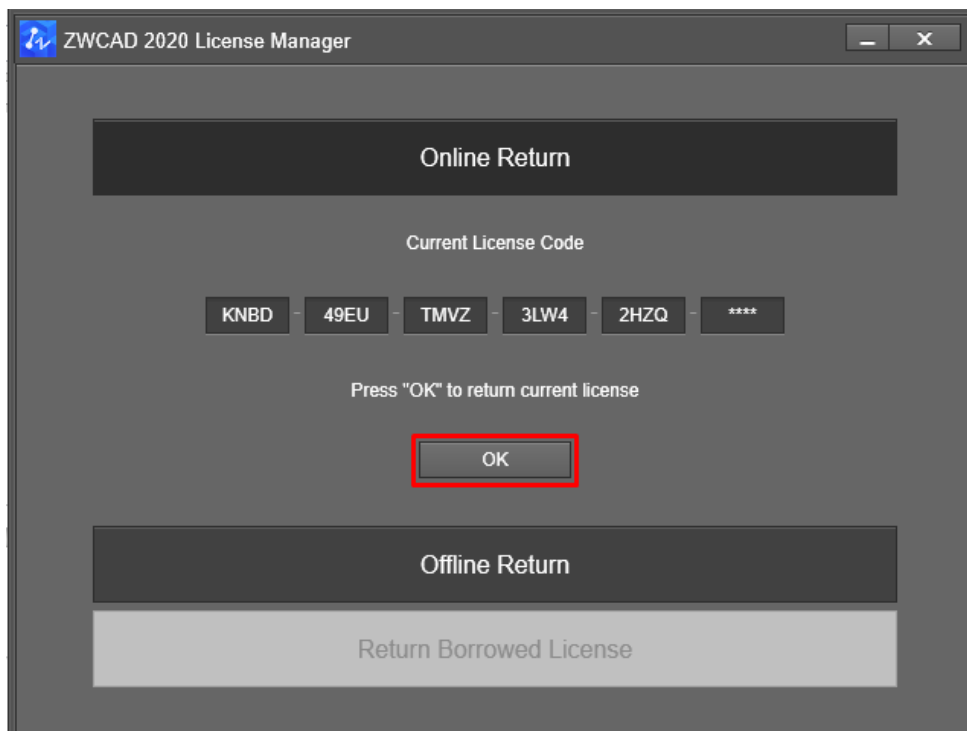 ZWCAD 2020 License Manager
Online Return
Current License Code
KNBD - 49EU - TMVZ - 3LW4 - 2HZQ - ****
Press "OK" to return current license
OK
Offline Return
Return Borrowed License